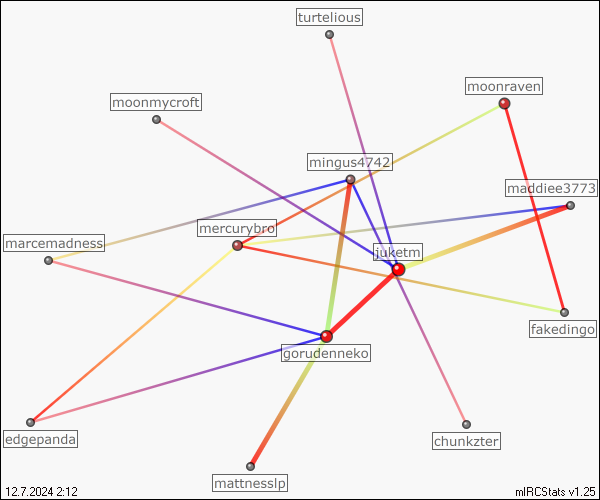 turtelious
moonraven
moonmycroft
mingus4742
maddiee3773
mercurybro
marcemadness
juketm
fakedingo
gorudenneko
edgepanda
chunkzter
mattnesslp
12.7.2024 2:12
mIRCStats v1.25